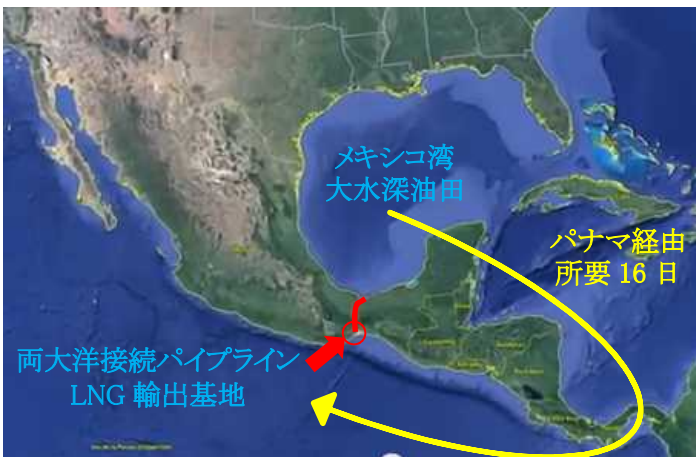 メキシコ湾
大水深油田
パナマ経由
所要 16 日
両大洋接続パイプライン
LNG 輸出基地